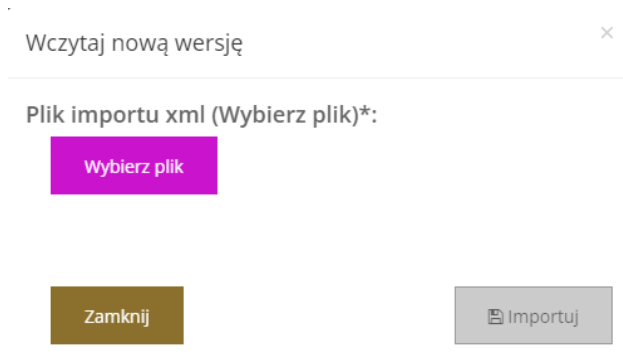 Wczytaj nową wersję
×
Plik importu xml (Wybierz plik)*:
Wybierz plik
Zamknij
Importuj